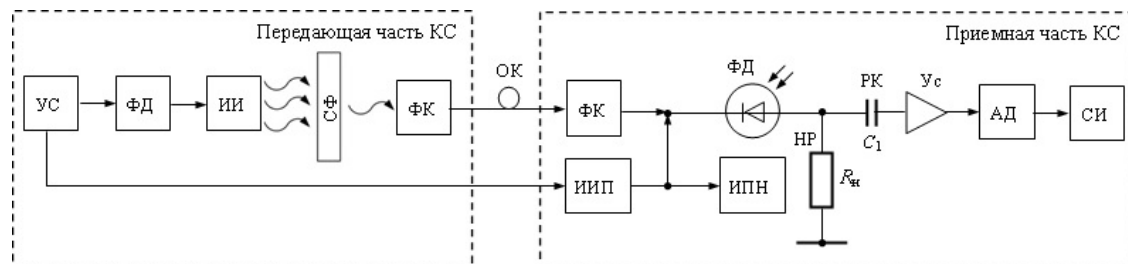 Передающая часть КС
Приемная часть КС
УС
ФД
ИИ
СФ
ФК
ОК
ФК
ФД
РК
C1
Ус
АД
СИ
НР
Rн
ИИП
ИПН